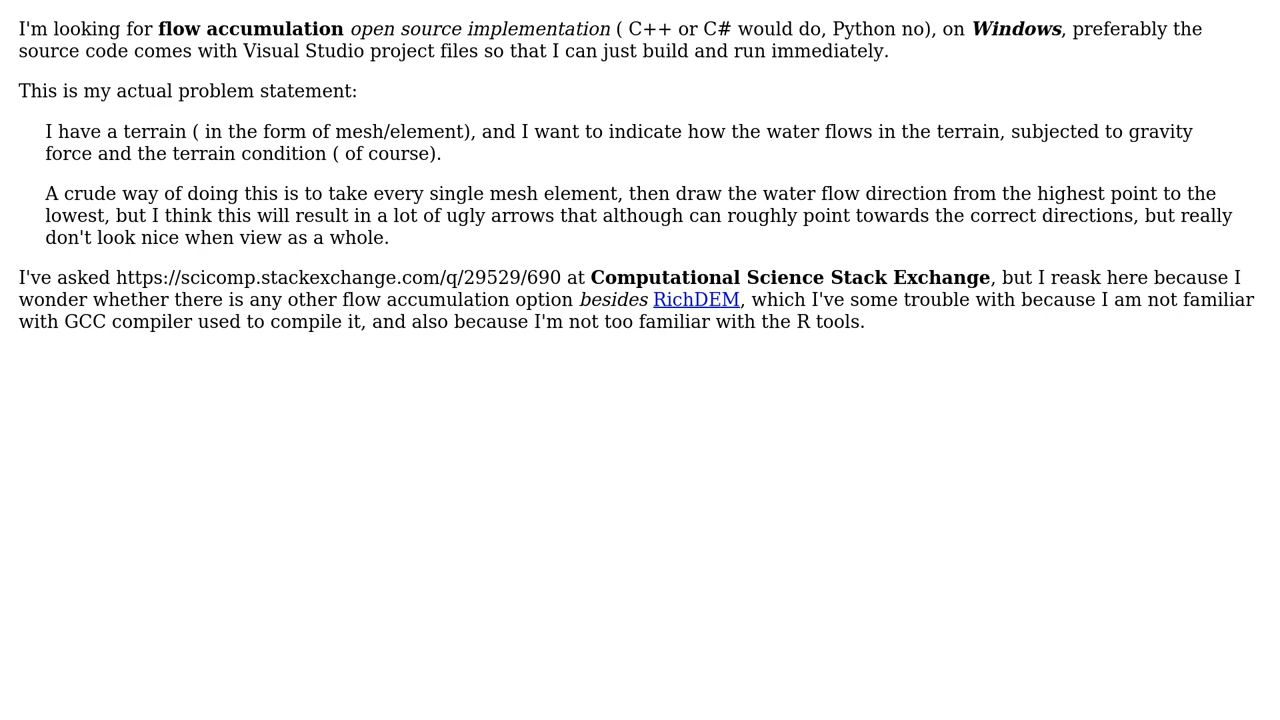 I'm looking for flow accumulation open source implementation ( C++ or C# would do, Python no), on Windows, preferably the
source code comes with Visual Studio project files so that I can just build and run immediately.
This is my actual problem statement:
I have a terrain ( in the form of mesh/element), and I want to indicate how the water flows in the terrain, subjected to gravity
force and the terrain condition ( of course).
A crude way of doing this is to take every single mesh element, then draw the water flow direction from the highest point to the
lowest, but I think this will result in a lot of ugly arrows that although can roughly point towards the correct directions, but really
don't look nice when view as a whole.
I've asked https://scicomp.stackexchange.com/q/29529/690 at Computational Science Stack Exchange, but I reask here because I
wonder whether there is any other flow accumulation option besides RichDEM, which I've some trouble with because I am not familiar
with GCC compiler used to compile it, and also because I'm not too familiar with the R tools.